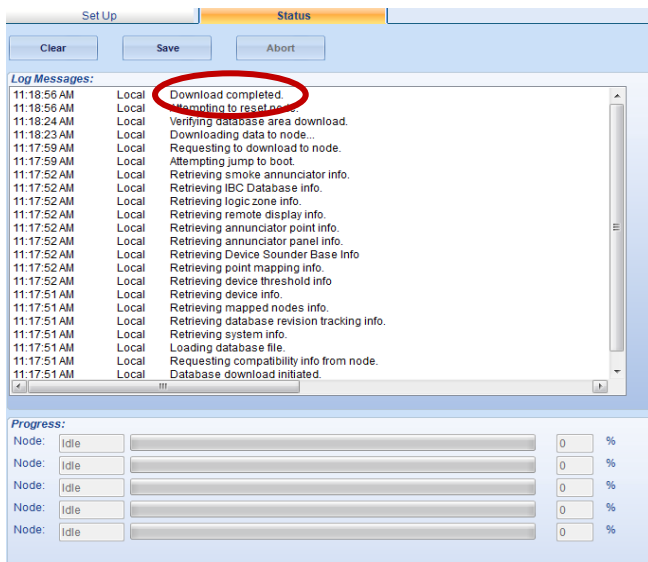 Set Up Status
Clear Save Abort
Log Messages:
11:18:56 AM Local Download completed.
11:18:56 AM Local Attempting to reset node.
11:18:24 AM Local Verifying database area download.
11:18:23 AM Local Downloading data to node...
11:17:59 AM Local Requesting to download to node.
11:17:59 AM Local Attempting jump to boot.
11:17:52 AM Local Retrieving smoke annunciator info.
11:17:52 AM Local Retrieving IBC Database info.
11:17:52 AM Local Retrieving logic zone info.
11:17:52 AM Local Retrieving remote display info.
11:17:52 AM Local Retrieving annunciator point info.
11:17:52 AM Local Retrieving annunciator panel info.
11:17:52 AM Local Retrieving Device Sounder Base Info
11:17:52 AM Local Retrieving point mapping info.
11:17:52 AM Local Retrieving device threshold info
11:17:51 AM Local Retrieving device info.
11:17:51 AM Local Retrieving mapped nodes info.
11:17:51 AM Local Retrieving database revision tracking info.
11:17:51 AM Local Retrieving system info.
11:17:51 AM Local Loading database file.
11:17:51 AM Local Requesting compatibility info from node.
11:17:51 AM Local Database download initiated.
Progress:
Node: Idle 0 %
Node: Idle 0 %
Node: Idle 0 %
Node: Idle 0 %
Node: Idle 0 %